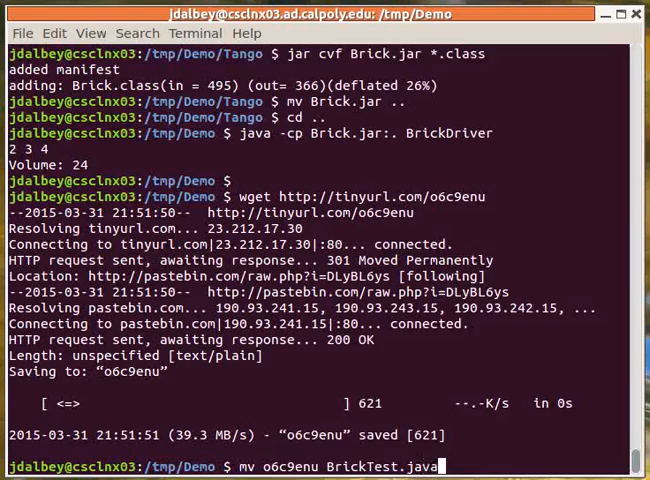 jdalbey@csclnx03.ad.calpoly.edu: /tmp/Demo
File Edit View Search Terminal Help
jdalbey@csclnx03:/tmp/Demo/Tango $ jar cvf Brick.jar *.class
added manifest
adding: Brick.class(in = 495) (out= 366)(deflated 26%)
jdalbey@csclnx03:/tmp/Demo/Tango $ mv Brick.jar ..
jdalbey@csclnx03:/tmp/Demo/Tango $ cd ..
jdalbey@csclnx03:/tmp/Demo $ java -cp Brick.jar:. BrickDriver
2 3 4
Volume: 24
jdalbey@csclnx03:/tmp/Demo $
jdalbey@csclnx03:/tmp/Demo $ wget http://tinyurl.com/o6c9enu
--2015-03-31 21:51:50--  http://tinyurl.com/o6c9enu
Resolving tinyurl.com... 23.212.17.30
Connecting to tinyurl.com|23.212.17.30|:80... connected.
HTTP request sent, awaiting response... 301 Moved Permanently
Location: http://pastebin.com/raw.php?i=DLyBL6ys [following]
--2015-03-31 21:51:50--  http://pastebin.com/raw.php?i=DLyBL6ys
Resolving pastebin.com... 190.93.241.15, 190.93.243.15, 190.93.242.15, ...
Connecting to pastebin.com|190.93.241.15|:80... connected.
HTTP request sent, awaiting response... 200 OK
Length: unspecified [text/plain]
Saving to: “o6c9enu”
[ <=> ] 621 --.-K/s in 0s
2015-03-31 21:51:51 (39.3 MB/s) - “o6c9enu” saved [621]
jdalbey@csclnx03:/tmp/Demo $ mv o6c9enu BrickTest.java